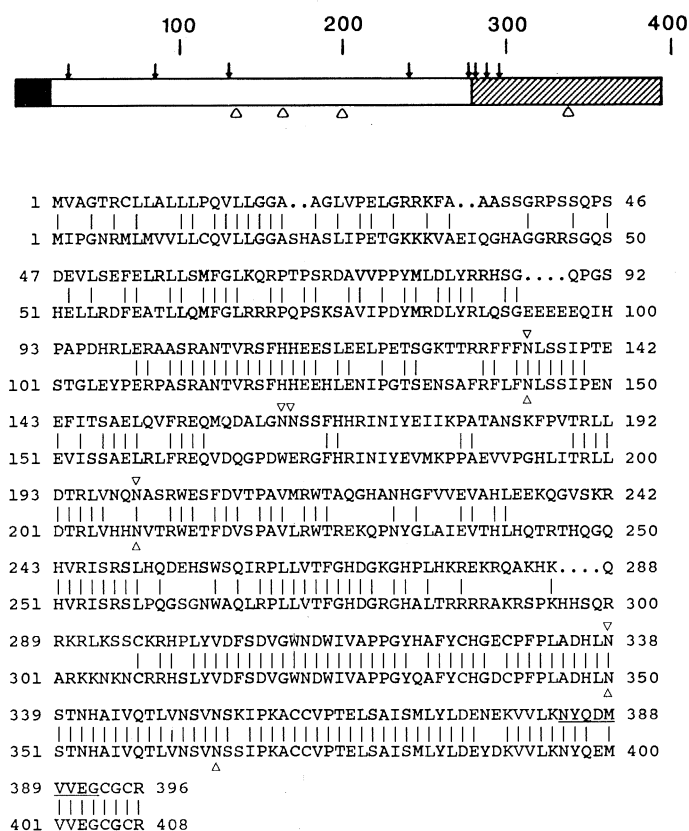 100 200 300 400
1 MVAGTRCLLALLLPQVLLGGA..AGLVPELGRRKFA..AASSGRPSSQPS 46
1 MIPGNRMLMVVLLCQVLLGGASHASLIPETGKKKVAEIQGHAGGRRSGQS 50
47 DEVLSEFELRLLSMFGLKQRPTPSRDAVVPPYMLDLYRRHSG....QPGS 92
51 HELLRDFEATLLQMFGLRRRPQPSKSAVIPDYMRDLYRLQSGEEEEEQIH 100
93 PAPDHRLERAASRANTVRSFHHEESLEELPETSGKTTRRFFFNLSSIPTE 142
101 STGLEYPERPASRANTVRSFHHEEHLENIPGTSENSAFRFLFNLSSIPEN 150
143 EFITSAELQVFREQMQDALGNNSSFHHRINIYEIIKPATANSKFPVTRLL 192
151 EVISSAELRLFREQVDQGPDWERGFHRINIYEVMKPPAEVVPGHLITRLL 200
193 DTRLVNQNASRWESFDVTPAVMRWTAQGHANHGFVVEVAHLEEKQGVSKR 242
201 DTRLVHHNVTRWETFDVSPAVLRWTREKQPNYGLAIEVTHLHQTRTHQGQ 250
243 HVRISRSLHQDEHSWSQIRPLLVTFGHDGKGHPLHKREKRQAKHK....Q 288
251 HVRISRSLPQGSGNWAQLRPLLVTFGHDGRGHALTRRRRAKRSPKHHSQR 300
289 RKRLKSSCKRHPLYVDFSDVGWNDWIVAPPGYHAFYCHGECPFPLADHLN 338
301 ARKKNKNCRRHSLYVDFSDVGWNDWIVAPPGYQAFYCHGDCPFPLADHLN 350
339 STNHAIVQTLVNSVNSKIPKACCVPTELSAISMLYLDENEKVVLKNYQDM 388
351 STNHAIVQTLVNSVNSSIPKACCVPTELSAISMLYLDEYDKVVLKNYQEM 400
389 VVEGCGCR 396
401 VVEGCGCR 408